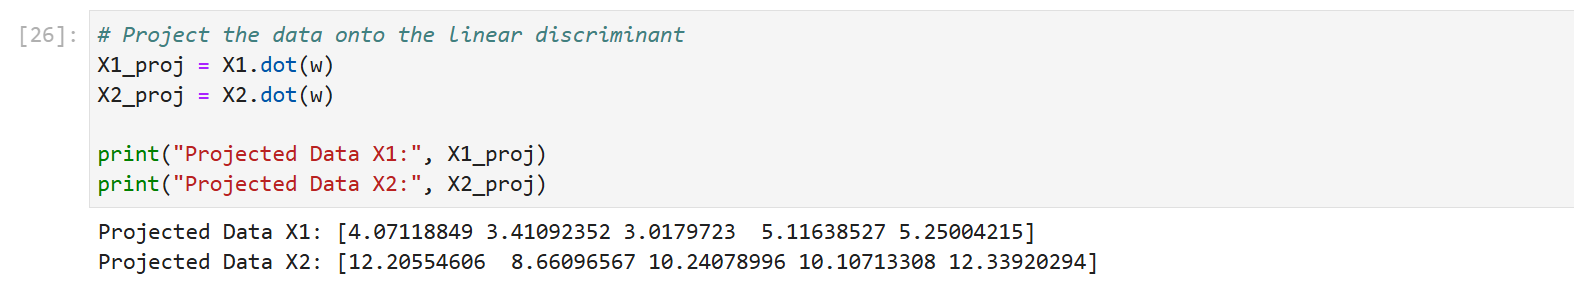 [26]: # Project the data onto the linear discriminant
X1_proj = X1.dot(w)
X2_proj = X2.dot(w)
print("Projected Data X1:", X1_proj)
print("Projected Data X2:", X2_proj)
Projected Data X1: [4.07118849 3.41092352 3.0179723  5.11638527 5.25004215]
Projected Data X2: [12.20554606  8.66096567 10.24078996 10.10713308 12.33920294]